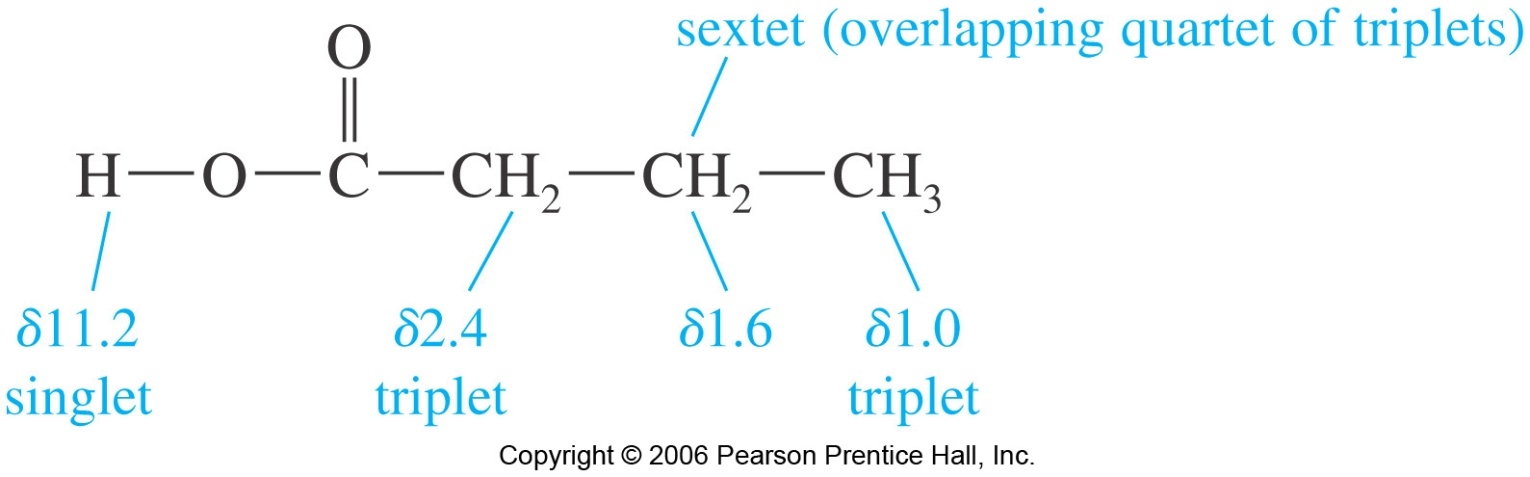 O
sextet (overlapping quartet of triplets)
H—O—C—CH₂—CH₂—CH₃
δ11.2 δ2.4 δ1.6 δ1.0
singlet triplet triplet
Copyright © 2006 Pearson Prentice Hall, Inc.